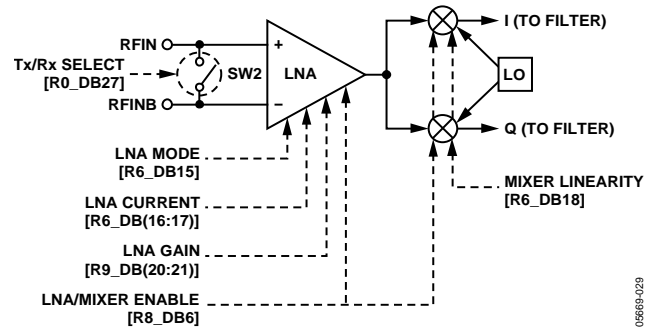 RFIN
I (TO FILTER)
Tx/Rx SELECT
[R0_DB27]
SW2
+
LNA
LO
RFINB
−
Q (TO FILTER)
LNA MODE
[R6_DB15]
MIXER LINEARITY
[R6_DB18]
LNA CURRENT
[R6_DB(16:17)]
LNA GAIN
[R9_DB(20:21)]
LNA/MIXER ENABLE
[R8_DB6]
05669-029